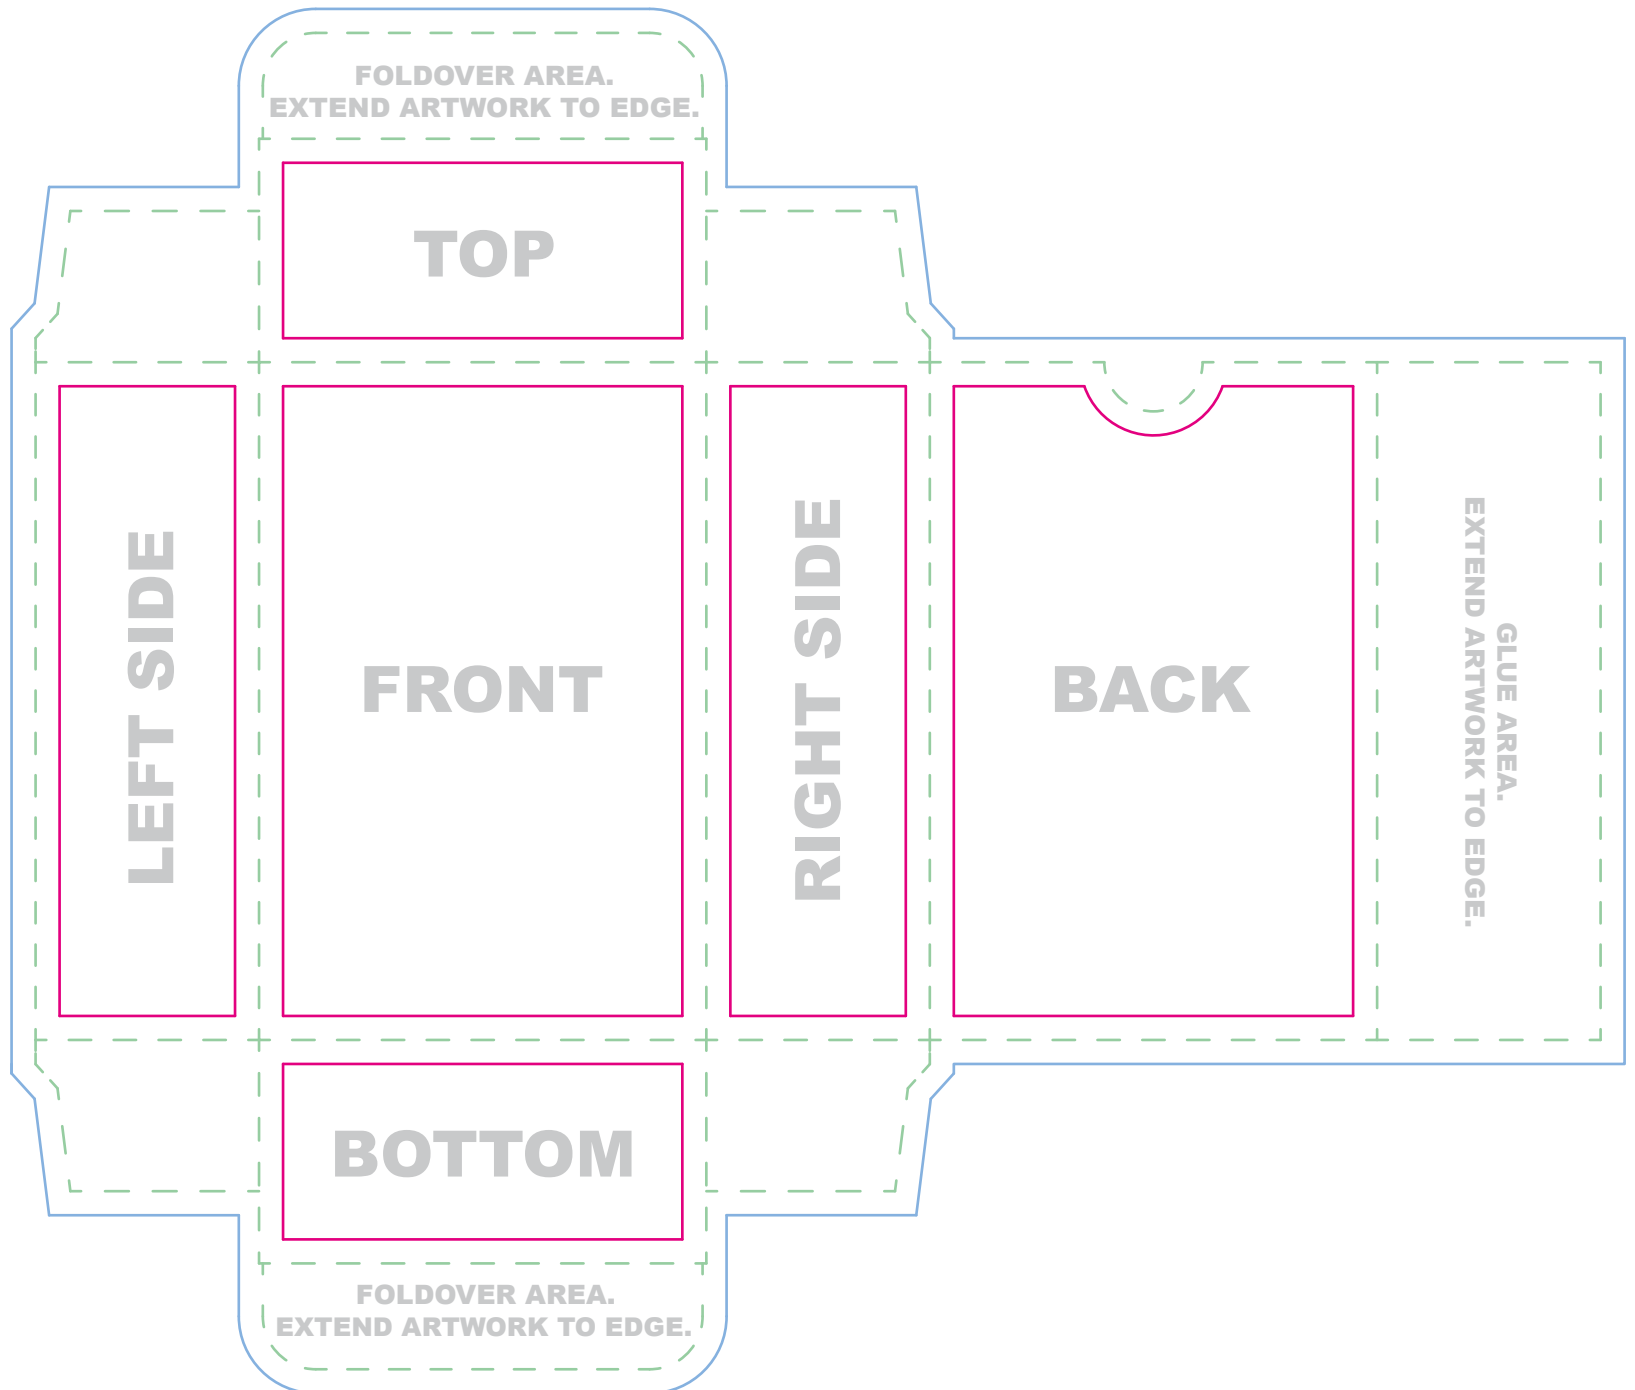 FOLDOVER AREA.
EXTEND ARTWORK TO EDGE.
TOP
LEFT SIDE
FRONT
RIGHT SIDE
BACK
GLUE AREA.
EXTEND ARTWORK TO EDGE.
BOTTOM
FOLDOVER AREA.
EXTEND ARTWORK TO EDGE.